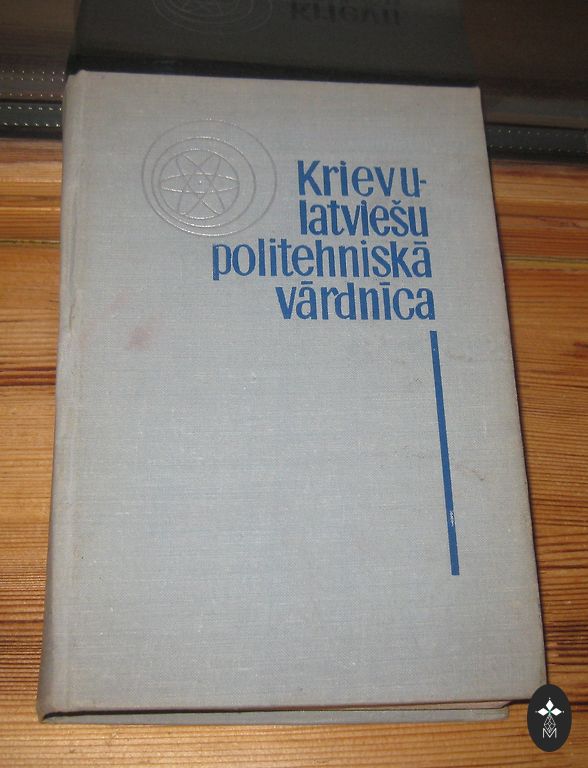 Krievu-
latviešu
politehniskā
vārdnīca